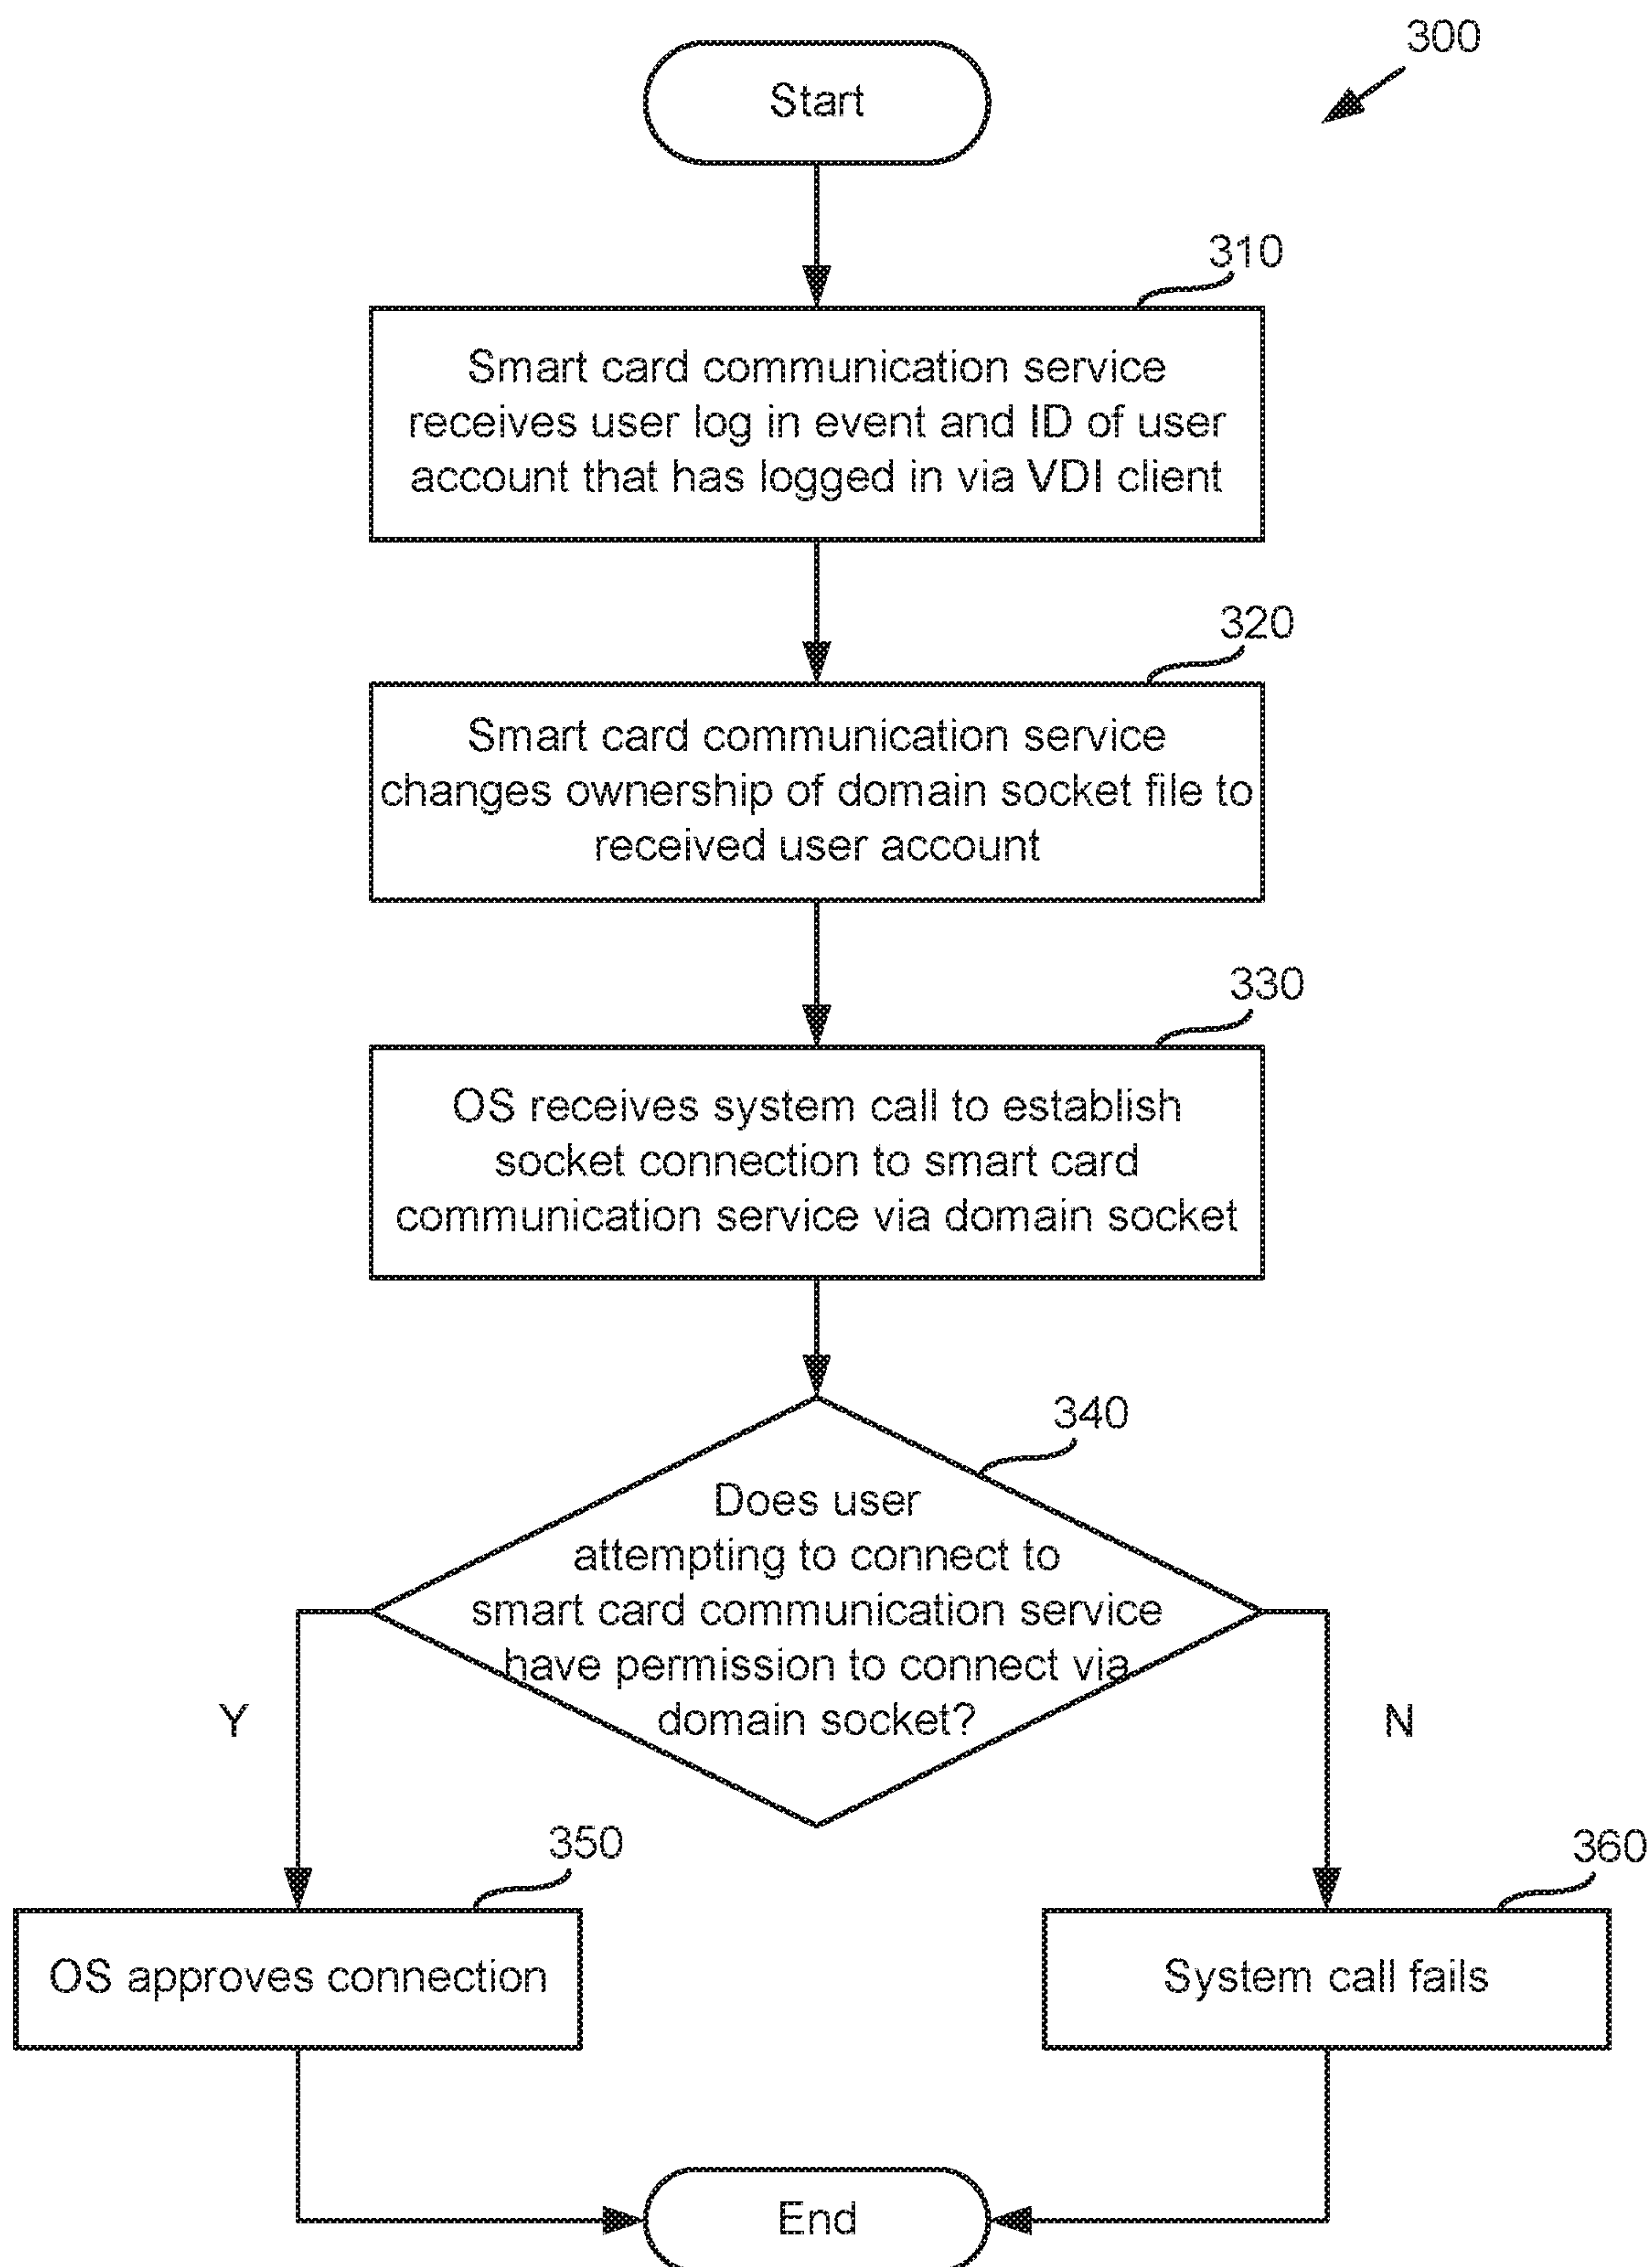 300
Start
310
Smart card communication service
receives user log in event and ID of user
account that has logged in via VDI client
320
Smart card communication service
changes ownership of domain socket file to
received user account
330
OS receives system call to establish
socket connection to smart card
communication service via domain socket
340
Does user
attempting to connect to
smart card communication service
have permission to connect via
domain socket?
Y
N
350
360
OS approves connection
System call fails
End